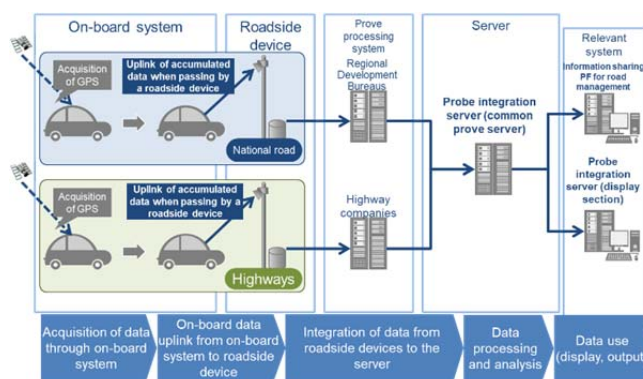 On-board system
Roadside
device
Prove
processing
system
Regional
Development
Bureaus
Server
Relevant
system
Information sharing
PF for road
management
Acquisition
of GPS
Uplink of accumulated
data when passing by
a roadside device
National road
Probe integration
server (common
prove server)
Probe
integration
server (display
section)
Acquisition
of GPS
Uplink of accumulated
data when passing by a
roadside device
Highways
Highway
companies
Acquisition of data
through on-board
system
On-board data
uplink from on-board
system to roadside
device
Integration of data from
roadside devices to the
server
Data
processing
and analysis
Data use
(display, output)